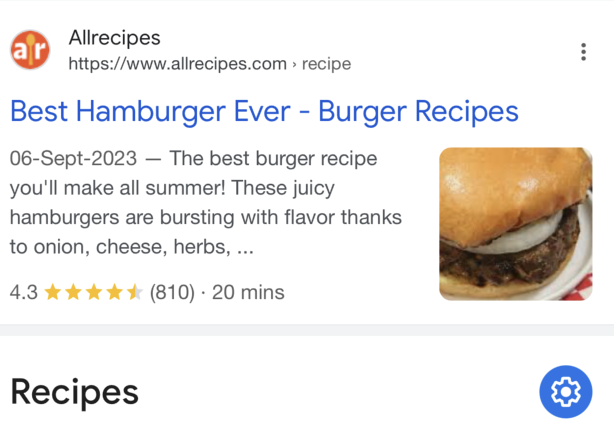 ar
Allrecipes
https://www.allrecipes.com › recipe
Best Hamburger Ever - Burger Recipes
06-Sept-2023 — The best burger recipe
you'll make all summer! These juicy
hamburgers are bursting with flavor thanks
to onion, cheese, herbs, ...
4.3 ★★★★⯪ (810) · 20 mins
Recipes